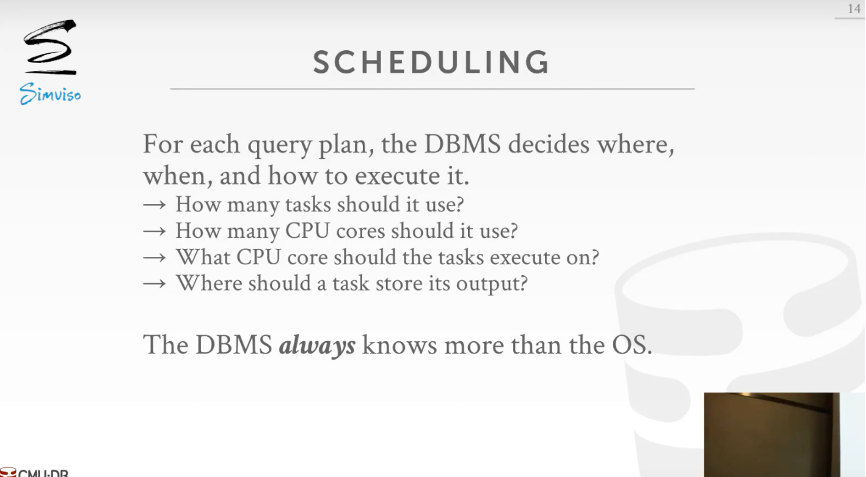 14
Simviso
SCHEDULING
For each query plan, the DBMS decides where,
when, and how to execute it.
→ How many tasks should it use?
→ How many CPU cores should it use?
→ What CPU core should the tasks execute on?
→ Where should a task store its output?
The DBMS always knows more than the OS.
CMU·DB